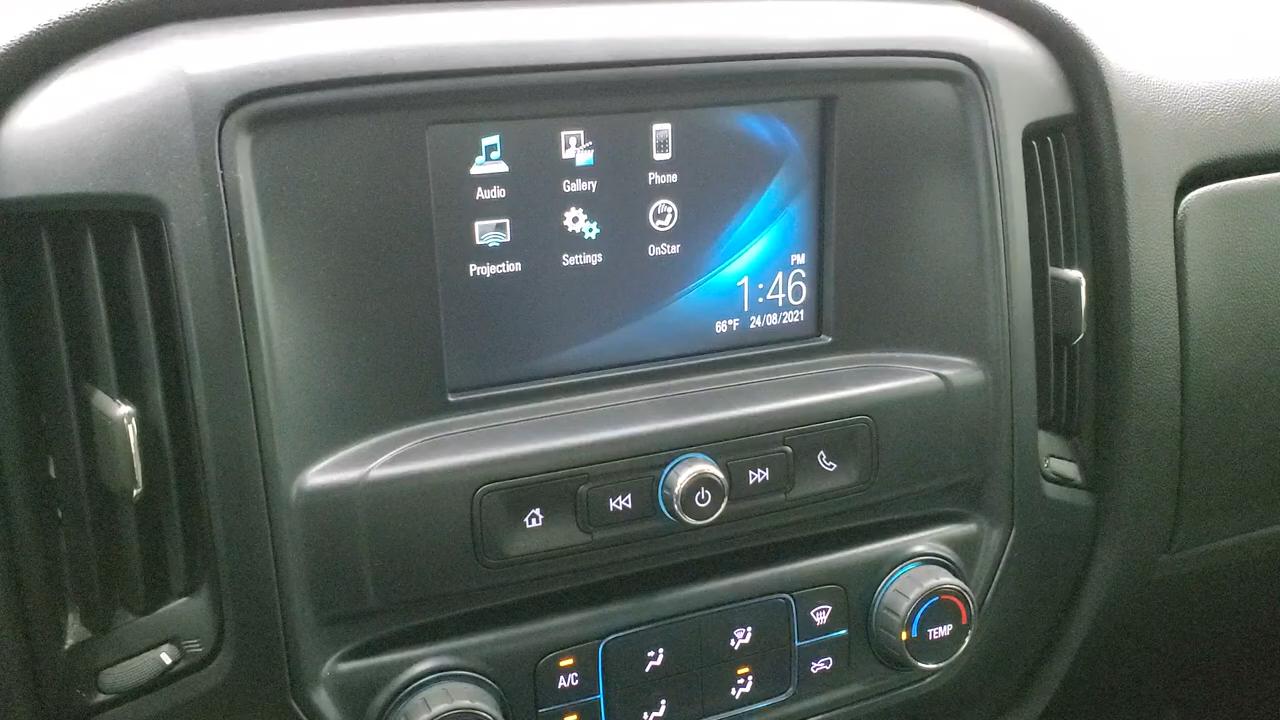 Audio
Gallery
Phone
Projection
Settings
OnStar
PM
1:46
66°F 24/08/2021
A/C
TEMP